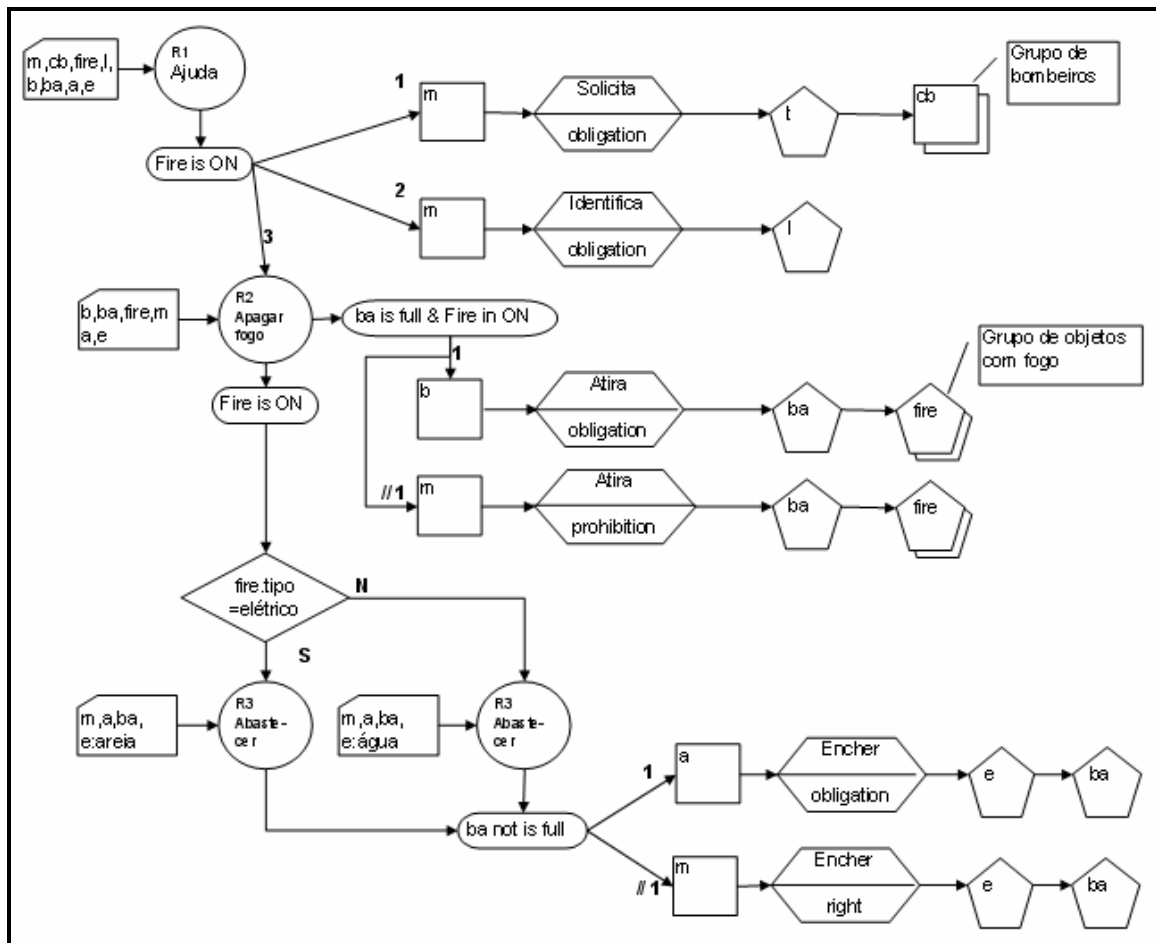 m,cb,fire,l,
b,ba,a,e
R1
Ajuda
Fire is ON
1
m
Solicita
obligation
t
cb
Grupo de
bombeiros
2
m
Identifica
obligation
l
3
b,ba,fire,m
a,e
R2
Apagar
fogo
ba is full & Fire in ON
Fire is ON
1
b
Atira
obligation
ba
fire
Grupo de objetos
com fogo
// 1
m
Atira
prohibition
ba
fire
fire.tipo
=elétrico
N
S
m,a,ba,
e:areia
R3
Abaste-
cer
m,a,ba,
e:água
R3
Abaste-
cer
ba not is full
1
a
Encher
obligation
e
ba
// 1
m
Encher
right
e
ba